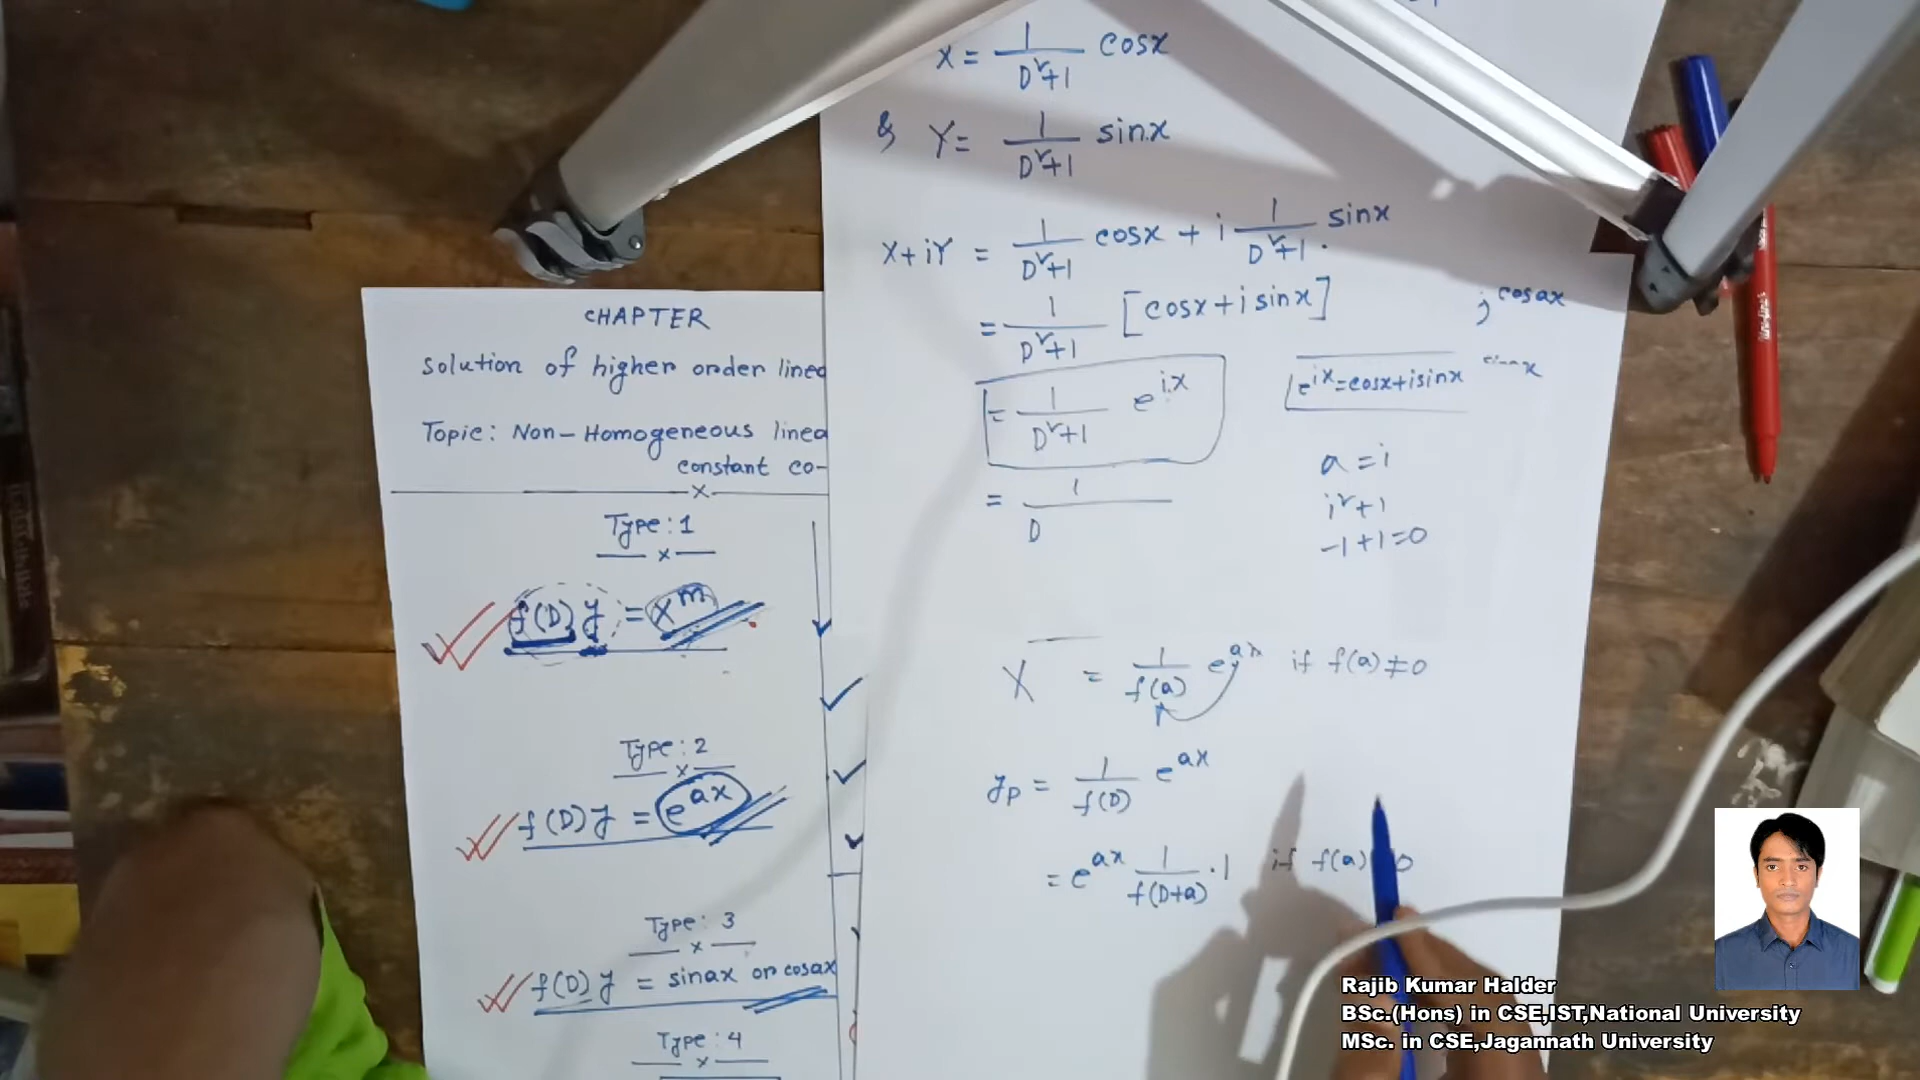 CHAPTER
Solution of higher order linea
Topic: Non-Homogeneous linea
constant co-
x
Type: 1
x
f(D) y = x^m
Type: 2
x
f(D) y = e^ax
Type: 3
x
f(D) y = sinax or cosax
Type: 4
x
X = 1/(D²+1) cosx
& Y = 1/(D²+1) sinx
X+iY = 1/(D²+1) cosx + i 1/(D²+1) . sinx
= 1/(D²+1) [cosx+i sinx]
; cosax
= 1/(D²+1) e^i.x
e^ix=cosx+isinx
= 1/D
a = i
i²+1
-1+1=0
X = 1/f(a) e^ax if f(a)≠0
yp = 1/f(D) e^ax
= e^ax 1/f(D+a) . 1 if f(a) 0
Rajib Kumar Halder
BSc.(Hons) in CSE,IST,National University
MSc. in CSE,Jagannath University